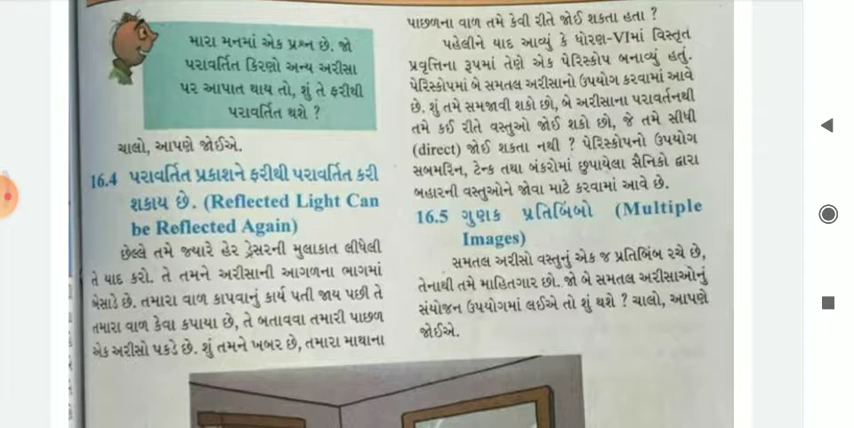 મારા મનમાં એક પ્રશ્ન છે. જો
પરાવર્તિત કિરણો અન્ય અરીસા
પર આપાત થાય તો, શું તે ફરીથી
પરાવર્તિત થશે ?
ચાલો, આપણે જોઈએ.
16.4 પરાવર્તિત પ્રકાશને ફરીથી પરાવર્તિત કરી
શકાય છે. (Reflected Light Can
be Reflected Again)
છેલ્લે તમે જ્યારે હેર ડ્રેસરની મુલાકાત લીધેલી
તે યાદ કરો. તે તમને અરીસાની આગળના ભાગમાં
બેસાડે છે. તમારા વાળ કાપવાનું કાર્ય પતી જાય પછી તે
તમારા વાળ કેવા કપાયા છે, તે બતાવવા તમારી પાછળ
એક અરીસો પકડે છે. શું તમને ખબર છે, તમારા માથાના
પાછળના વાળ તમે કેવી રીતે જોઈ શકતા હતા ?
પહેલીને યાદ આવ્યું કે ધોરણ-VIમાં વિસ્તૃત
પ્રવૃત્તિના રૂપમાં તેણે એક પેરિસ્કોપ બનાવ્યું હતું.
પેરિસ્કોપમાં બે સમતલ અરીસાનો ઉપયોગ કરવામાં આવે
છે. શું તમે સમજાવી શકો છો, બે અરીસાના પરાવર્તનથી
તમે કઈ રીતે વસ્તુઓ જોઈ શકો છો, જે તમે સીધી
(direct) જોઈ શકતા નથી ? પેરિસ્કોપનો ઉપયોગ
સબમરિન, ટેન્ક તથા બંકરોમાં છુપાયેલા સૈનિકો દ્વારા
બહારની વસ્તુઓને જોવા માટે કરવામાં આવે છે.
16.5 ગુણક પ્રતિબિંબો (Multiple
Images)
સમતલ અરીસો વસ્તુનું એક જ પ્રતિબિંબ રચે છે,
તેનાથી તમે માહિતગાર છો. જો બે સમતલ અરીસાઓનું
સંયોજન ઉપયોગમાં લઈએ તો શું થશે ? ચાલો, આપણે
જોઈએ.